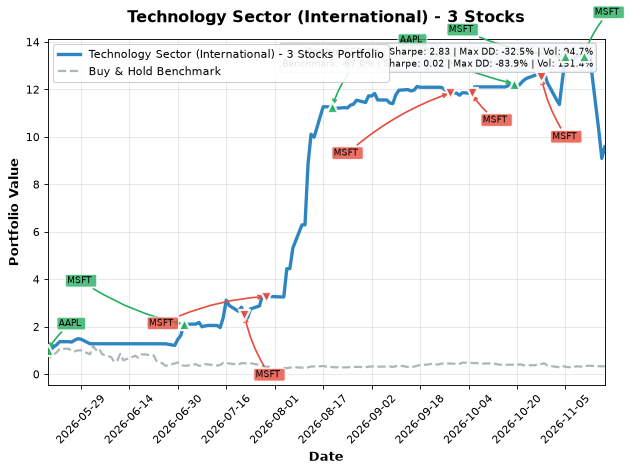 Technology Sector (International) - 3 Stocks
MSFT
MSFT
AAPL
Technology Sector (International) - 3 Stocks Portfolio
Buy & Hold Benchmark
Sharpe: 2.83 | Max DD: -32.5% | Vol: 94.7%
Sharpe: 0.02 | Max DD: -83.9% | Vol: 151.4%
MSFT
MSFT
MSFT
MSFT
AAPL
MSFT
MSFT
Portfolio Value
14
12
10
8
6
4
2
0
2026-05-29
2026-06-14
2026-06-30
2026-07-16
2026-08-01
2026-08-17
2026-09-02
2026-09-18
2026-10-04
2026-10-20
2026-11-05
Date